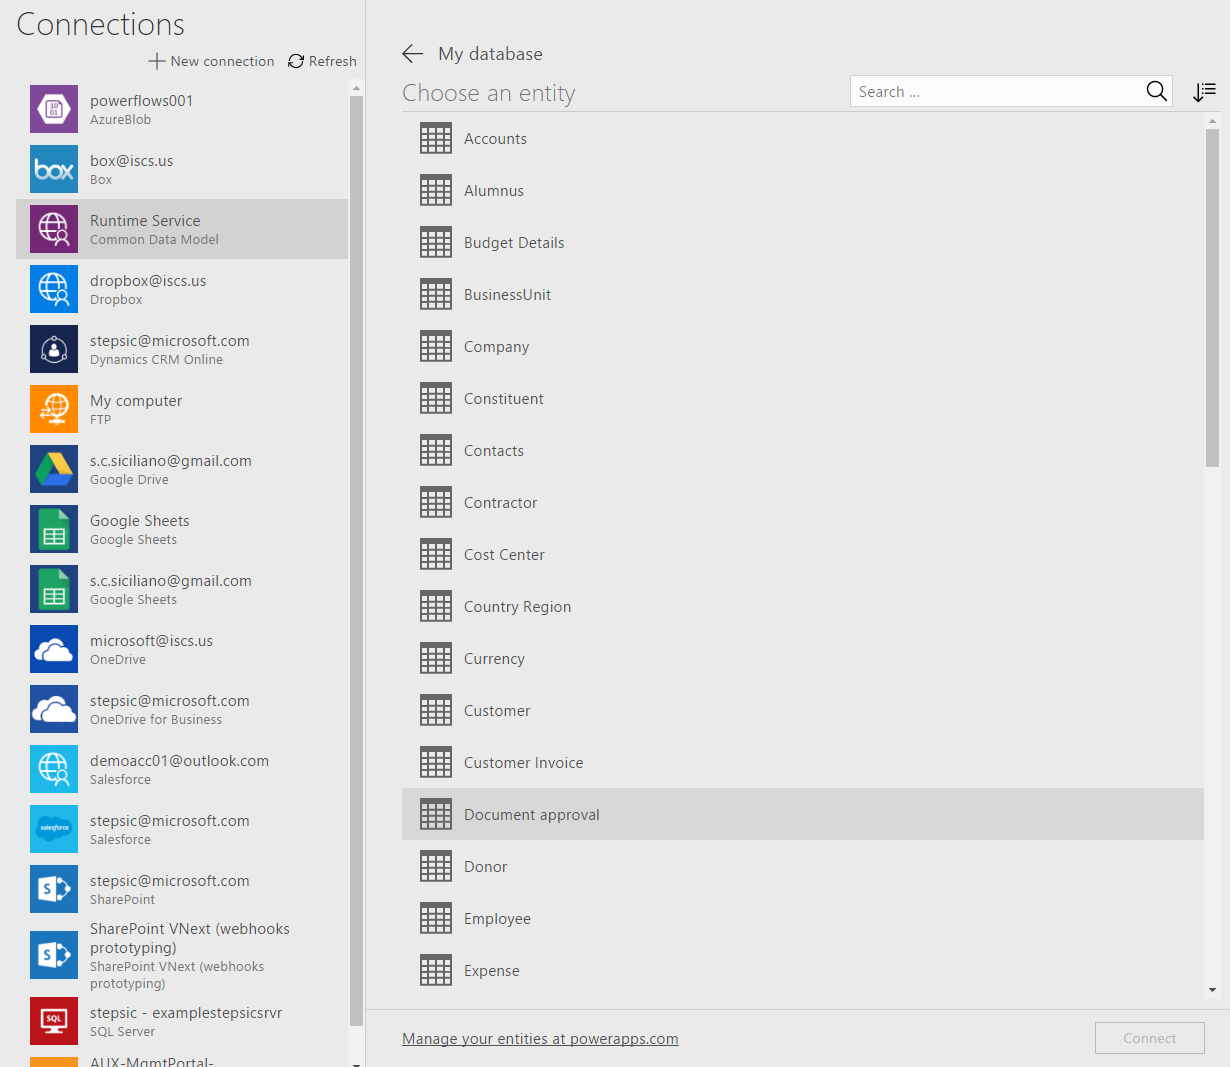 Connections
New connection
Refresh
powerflows001
AzureBlob
box
box@iscs.us
Box
Runtime Service
Common Data Model
dropbox@iscs.us
Dropbox
stepsic@microsoft.com
Dynamics CRM Online
My computer
FTP
s.c.siciliano@gmail.com
Google Drive
Google Sheets
Google Sheets
s.c.siciliano@gmail.com
Google Sheets
microsoft@iscs.us
OneDrive
stepsic@microsoft.com
OneDrive for Business
demoacc01@outlook.com
Salesforce
salesforce
stepsic@microsoft.com
Salesforce
S
stepsic@microsoft.com
SharePoint
S
SharePoint VNext (webhooks
prototyping)
SharePoint VNext (webhooks
prototyping)
SQL
stepsic - examplestepsicsrvr
SQL Server
AUX-MgmtPortal-
My database
Choose an entity
Search ...
Accounts
Alumnus
Budget Details
BusinessUnit
Company
Constituent
Contacts
Contractor
Cost Center
Country Region
Currency
Customer
Customer Invoice
Document approval
Donor
Employee
Expense
Manage your entities at powerapps.com
Connect